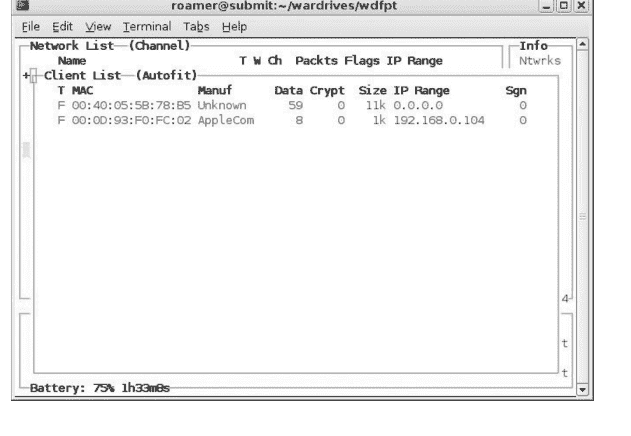 roamer@submit:~/wardrives/wdfpt
File Edit View Terminal Tabs Help
Network List—(Channel) Info
Name T W Ch Packts Flags IP Range Ntwrks
+ Client List—(Autofit)
T MAC Manuf Data Crypt Size IP Range Sgn
F 00:40:05:5B:78:B5 Unknown 59 0 11k 0.0.0.0 0
F 00:0D:93:F0:FC:02 AppleCom 8 0 1k 192.168.0.104 0
4
t
t
Battery: 75% 1h33m8s